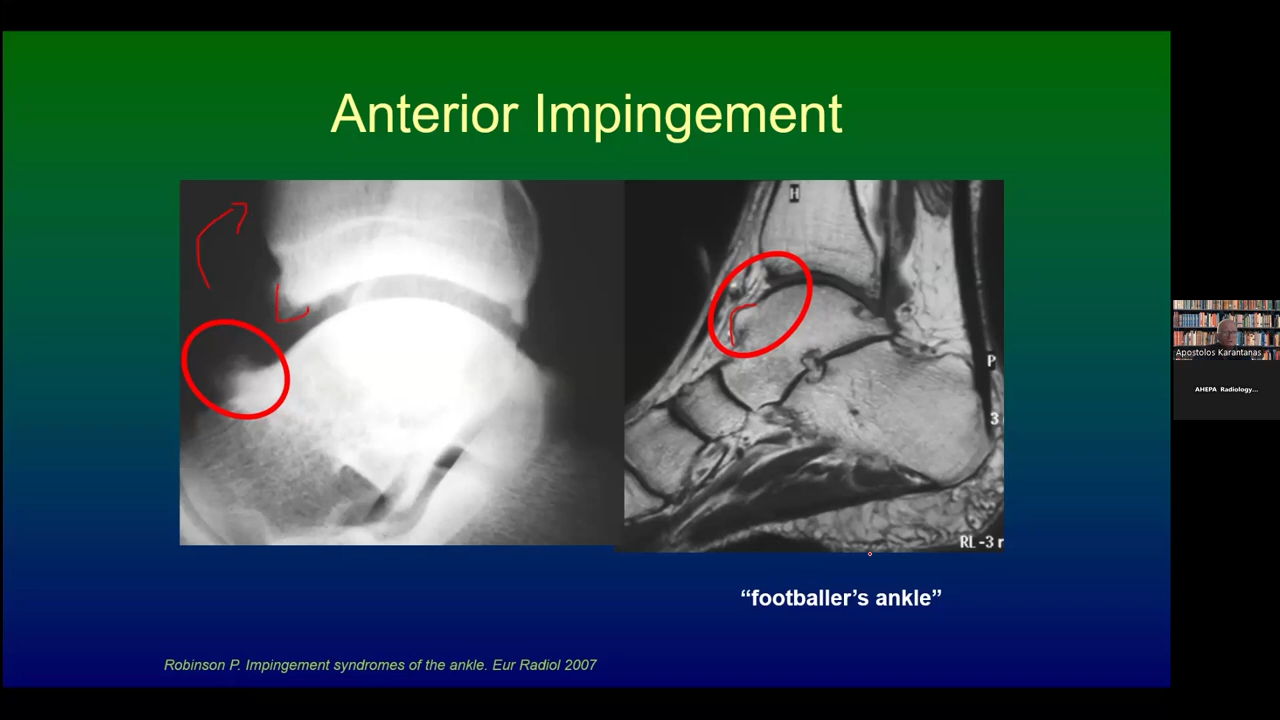 Anterior Impingement
H
P
3
RL -3 r
“footballer’s ankle”
Robinson P. Impingement syndromes of the ankle. Eur Radiol 2007
Apostolos Karantanas
AHEPA Radiology...